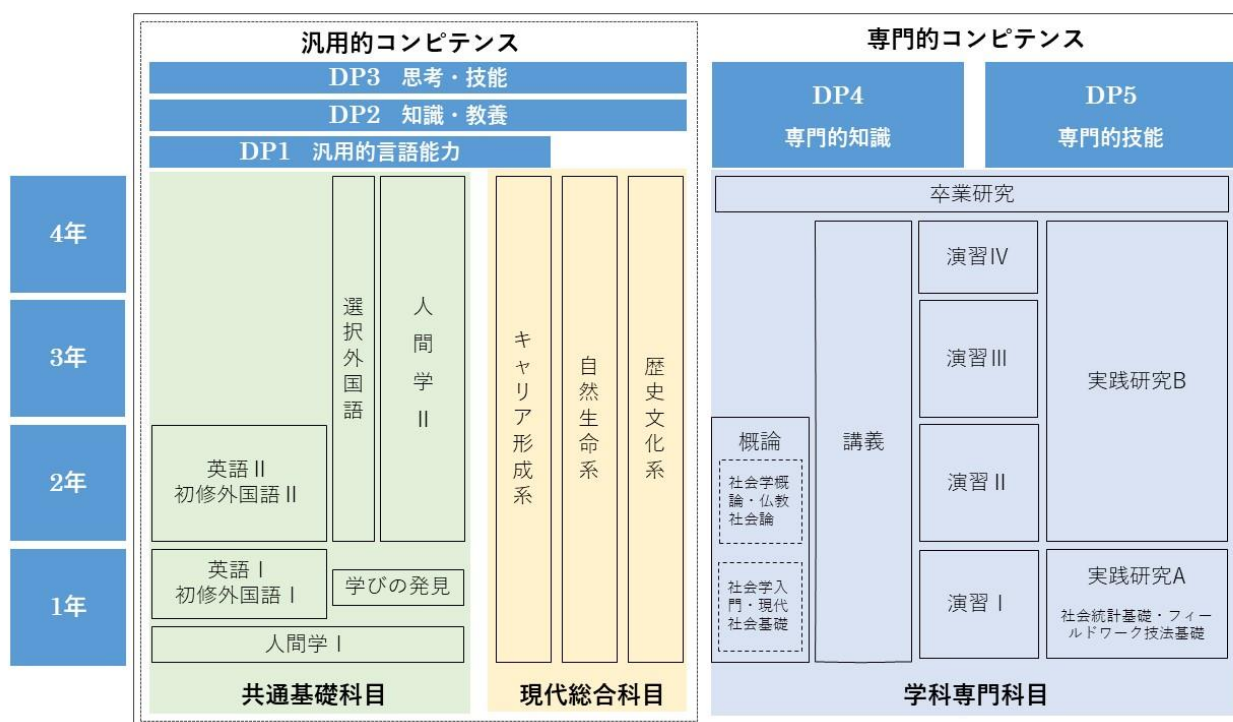 汎用的コンピテンス
専門的コンピテンス
DP3 思考・技能
DP2 知識・教養
DP1 汎用的言語能力
DP4
専門的知識
DP5
専門的技能
4年
3年
2年
1年
選択外国語
人間学Ⅱ
英語Ⅱ
初修外国語Ⅱ
英語Ⅰ
初修外国語Ⅰ
学びの発見
人間学Ⅰ
キャリア形成系
自然生命系
歴史文化系
卒業研究
概論
社会学概
論・仏教
社会論
社会学入
門・現代
社会基礎
講義
演習Ⅳ
演習Ⅲ
演習Ⅱ
演習Ⅰ
実践研究B
実践研究A
社会統計基礎・フィー
ルドワーク技法基礎
共通基礎科目
現代総合科目
学科専門科目